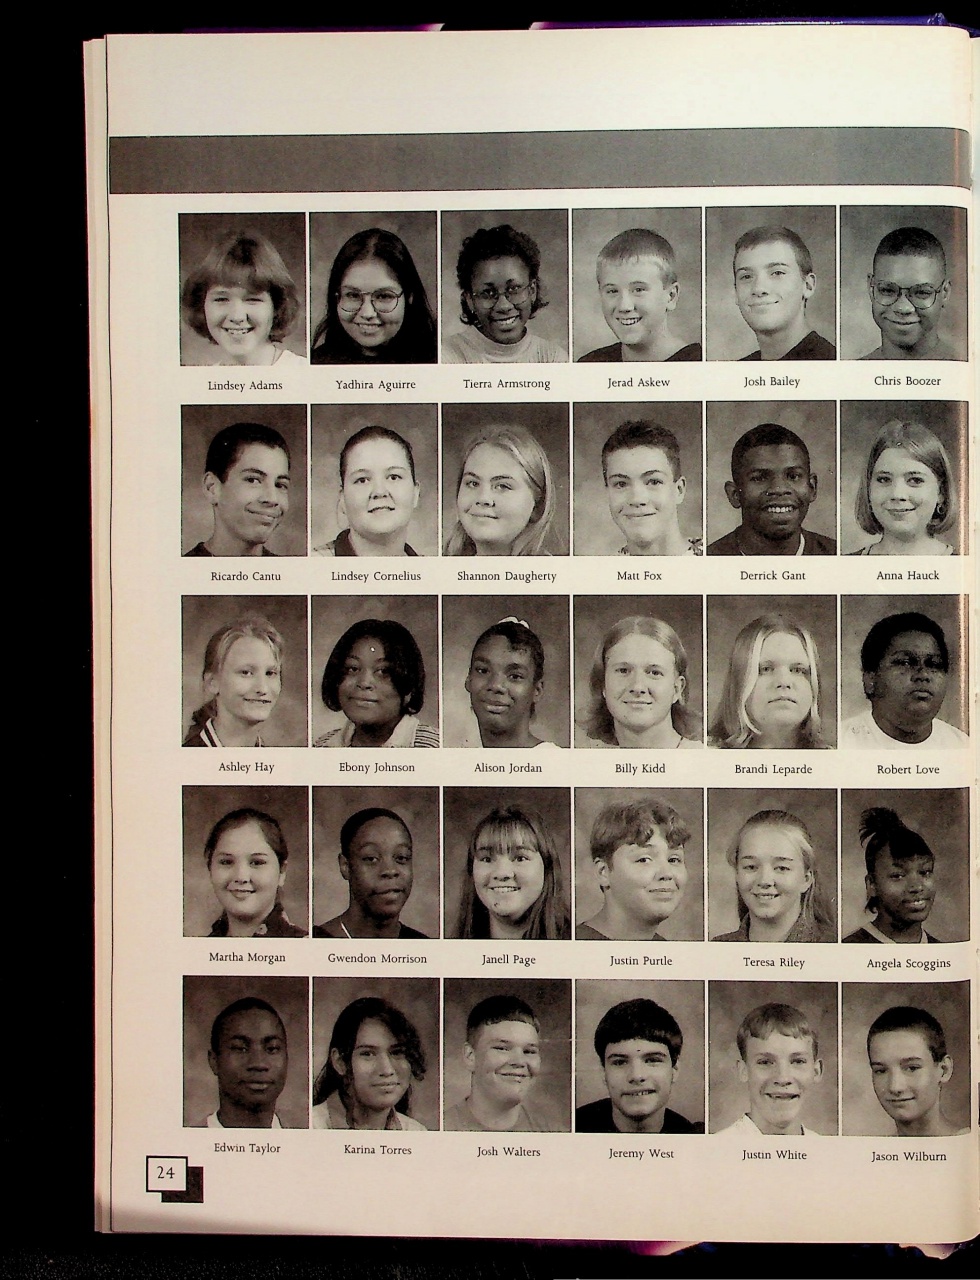 Lindsey Adams Yadhira Aguirre Tierra Armstrong Jerad Askew Josh Bailey Chris Boozer
Ricardo Cantu Lindsey Cornelius Shannon Daugherty Matt Fox Derrick Gant Anna Hauck
Ashley Hay Ebony Johnson Alison Jordan Billy Kidd Brandi Leparde Robert Love
Martha Morgan Gwendon Morrison Janell Page Justin Purtle Teresa Riley Angela Scoggins
Edwin Taylor Karina Torres Josh Walters Jeremy West Justin White Jason Wilburn
24